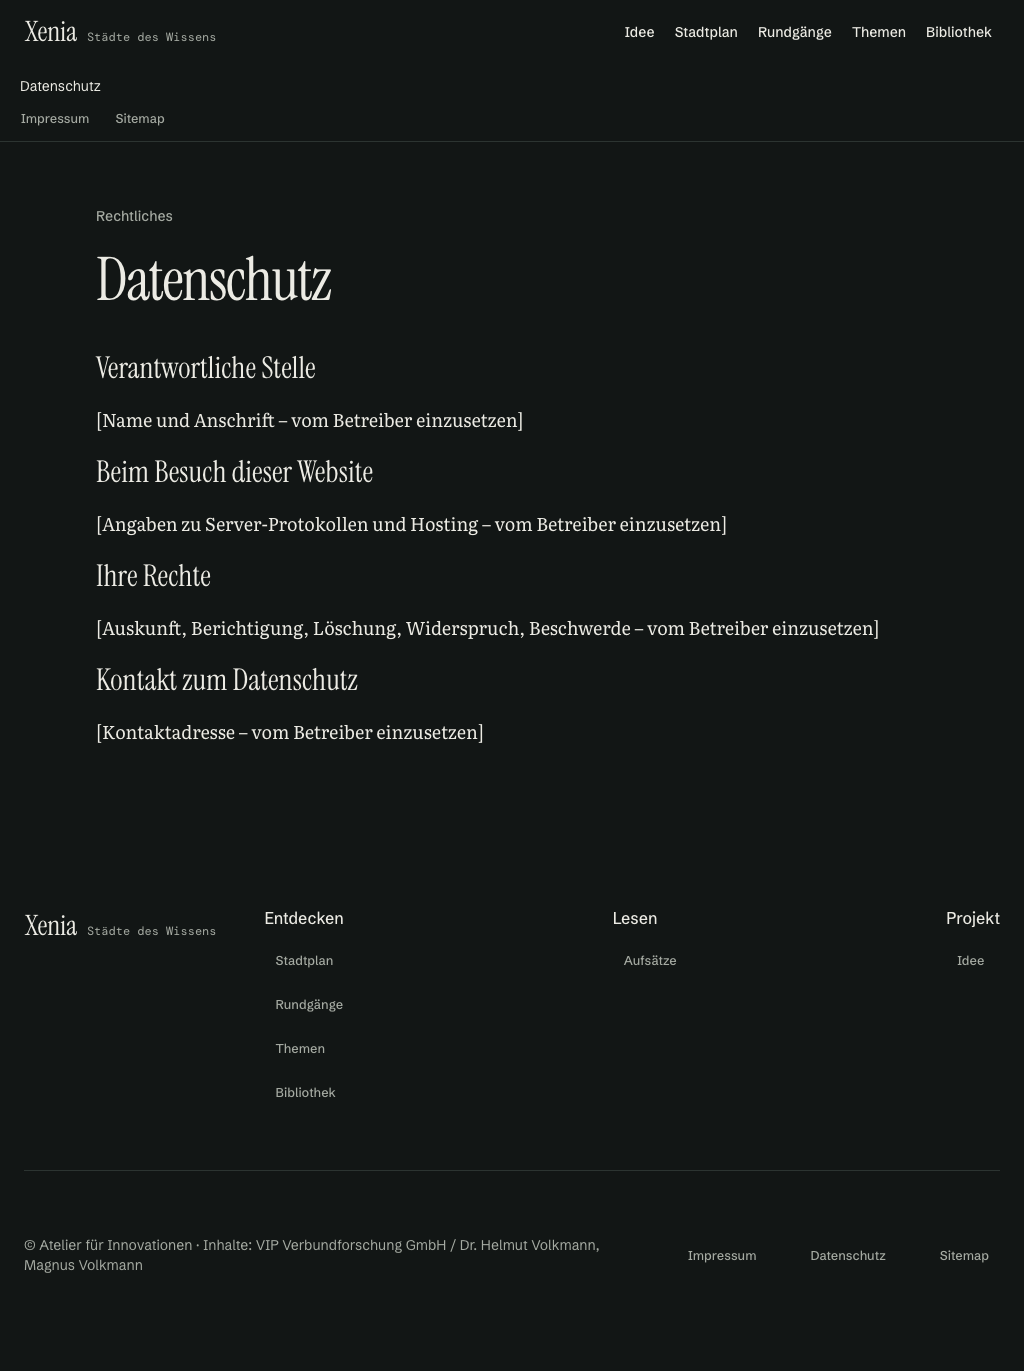 Xenia Städte des Wissens
Idee Stadtplan Rundgänge Themen Bibliothek
Datenschutz
Impressum Sitemap
Rechtliches
Datenschutz
Verantwortliche Stelle
[Name und Anschrift – vom Betreiber einzusetzen]
Beim Besuch dieser Website
[Angaben zu Server-Protokollen und Hosting – vom Betreiber einzusetzen]
Ihre Rechte
[Auskunft, Berichtigung, Löschung, Widerspruch, Beschwerde – vom Betreiber einzusetzen]
Kontakt zum Datenschutz
[Kontaktadresse – vom Betreiber einzusetzen]
Xenia Städte des Wissens
Entdecken
Stadtplan
Rundgänge
Themen
Bibliothek
Lesen
Aufsätze
Projekt
Idee
© Atelier für Innovationen · Inhalte: VIP Verbundforschung GmbH / Dr. Helmut Volkmann,
Magnus Volkmann
Impressum Datenschutz Sitemap